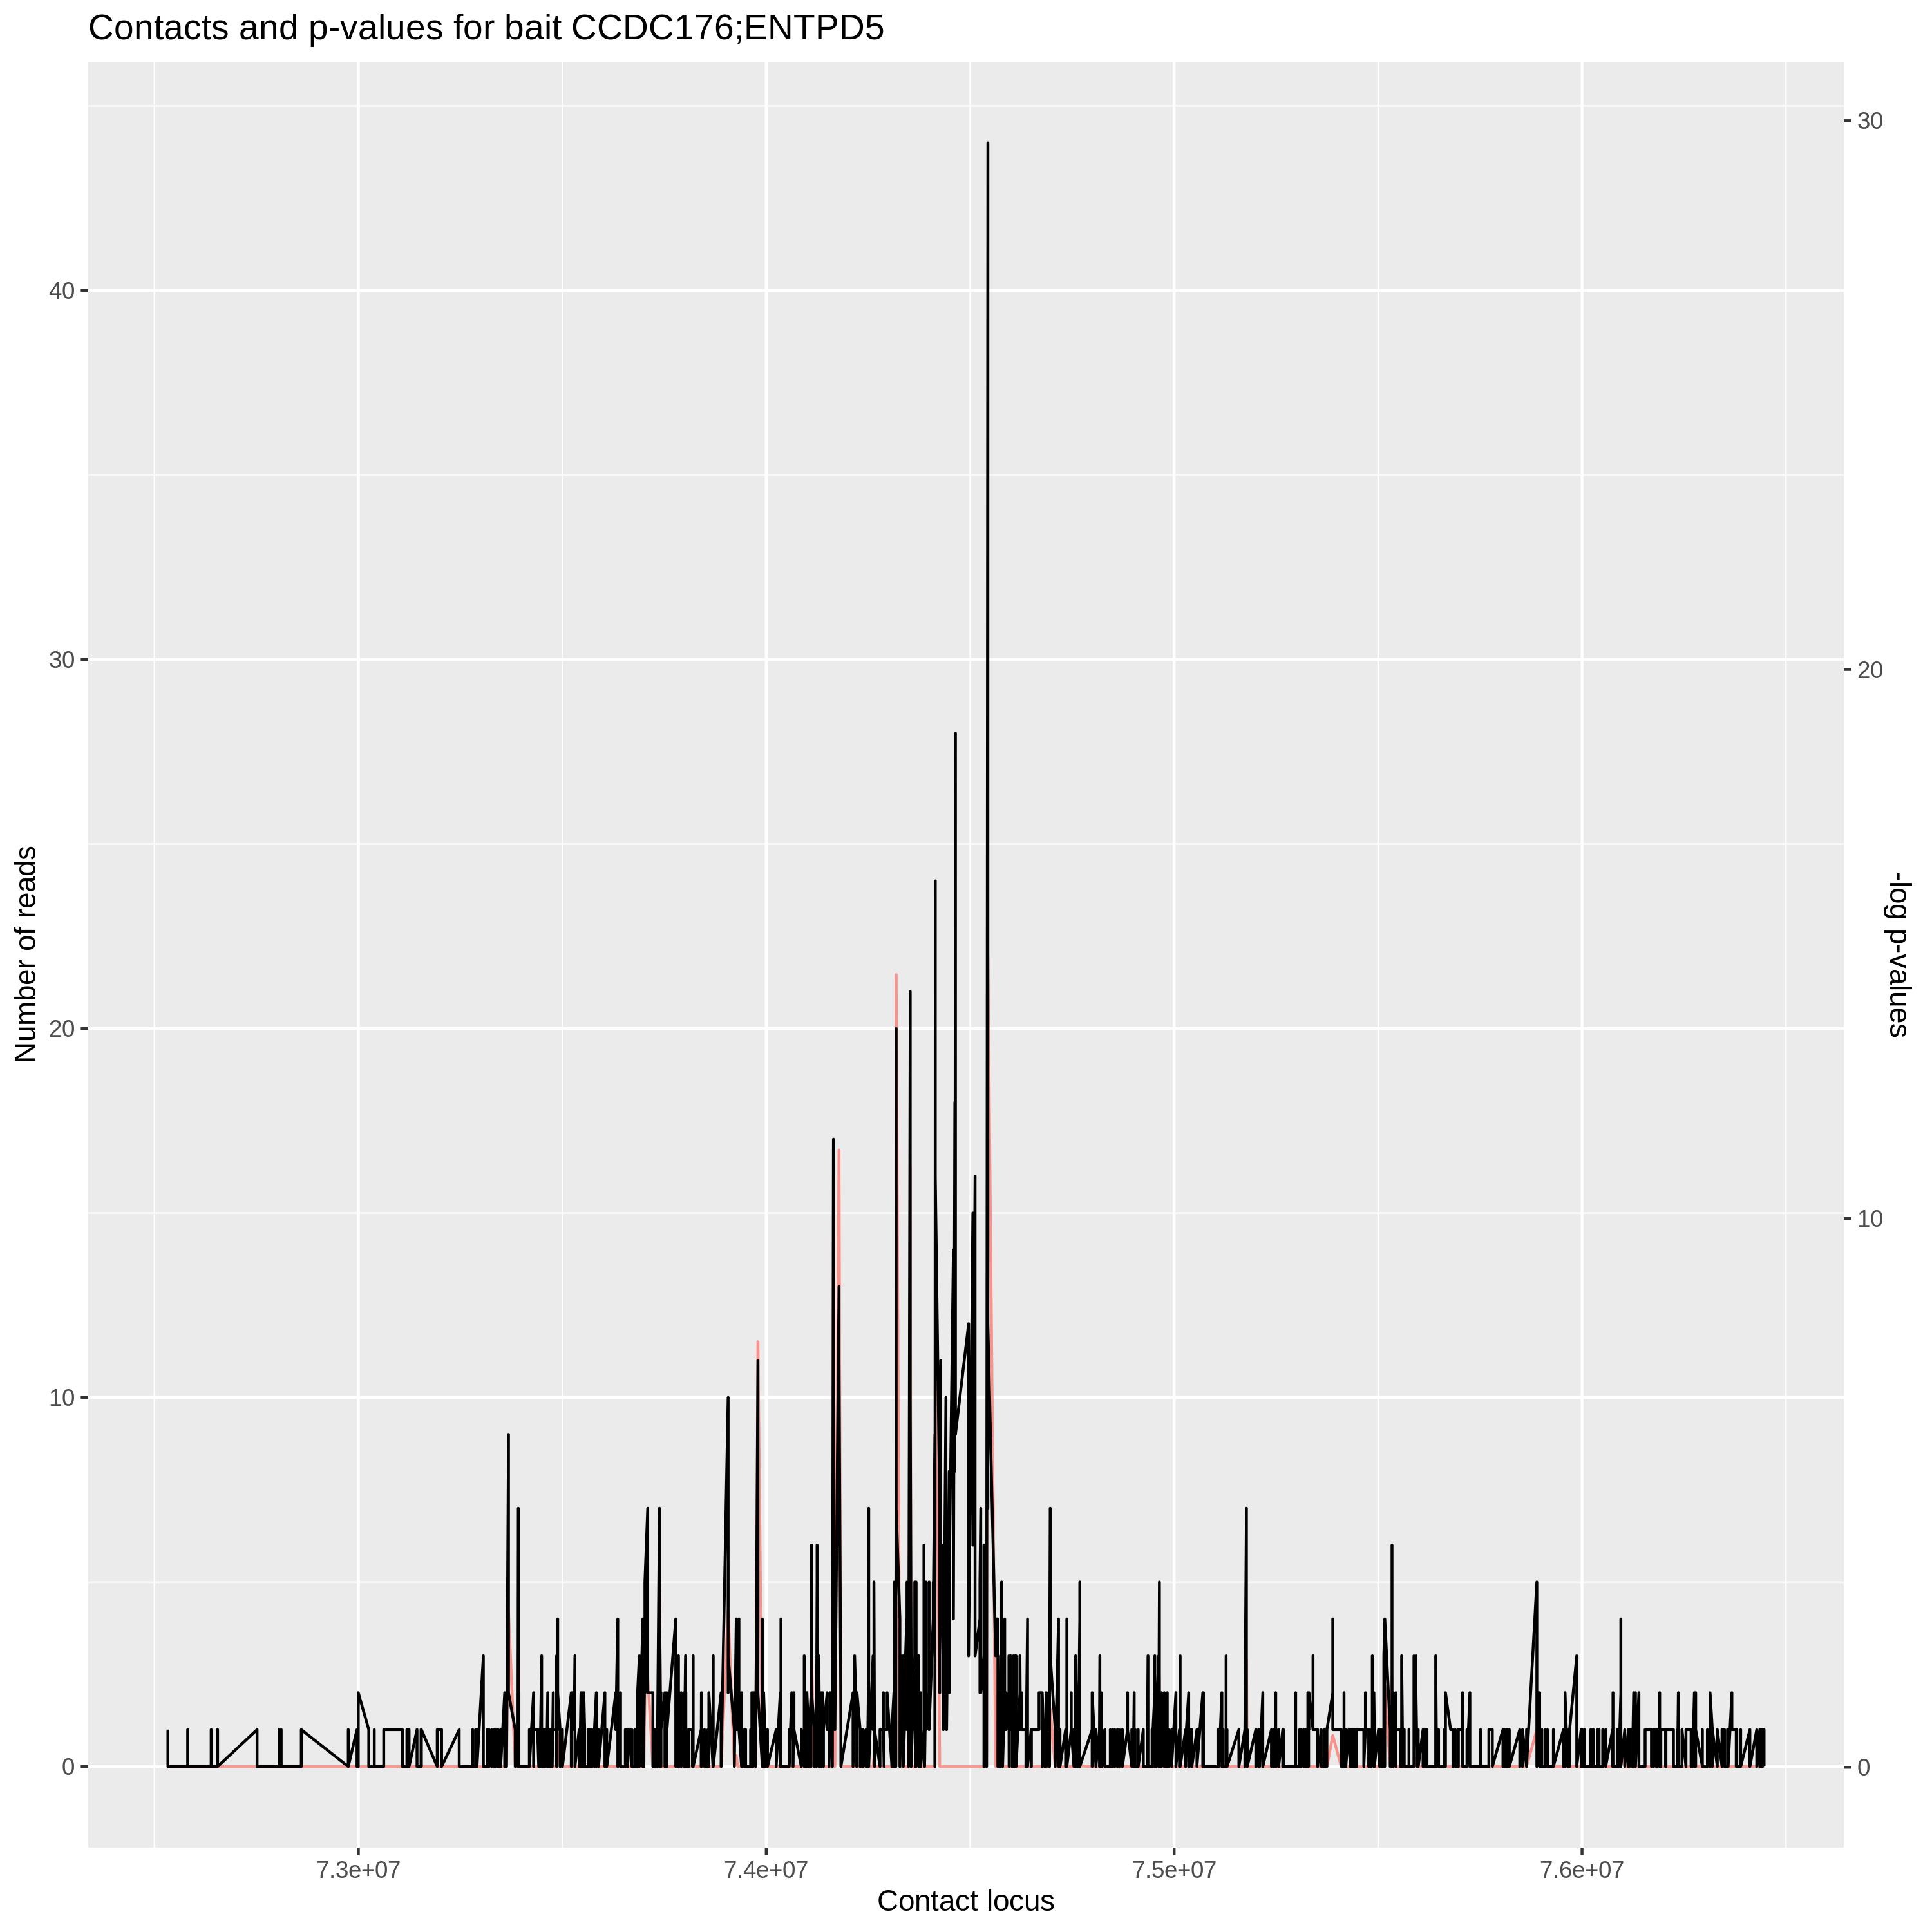 Contacts and p-values for bait CCDC176;ENTPD5
Number of reads
40
30
20
10
0
30
20
10
0
-log p-values
7.3e+07
7.4e+07
7.5e+07
7.6e+07
Contact locus